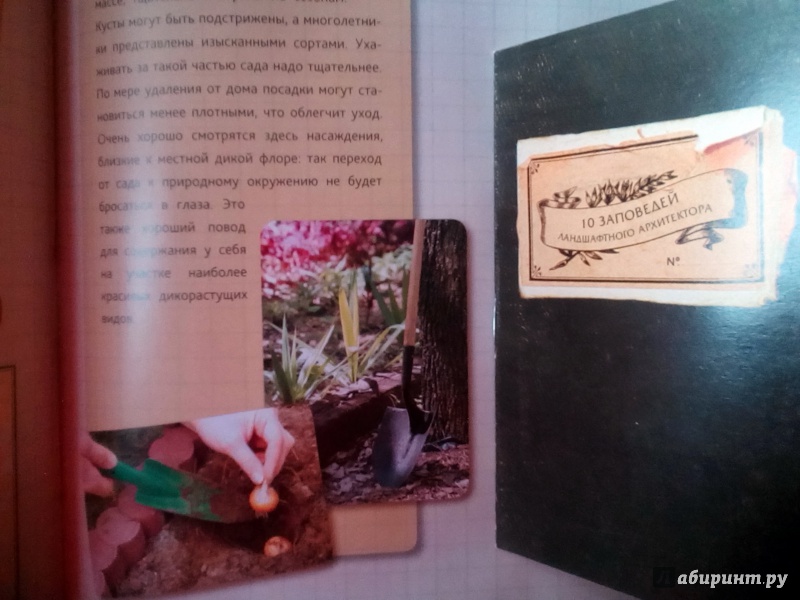 Кусты могут быть подстрижены, а многолетни-
ки представлены изысканными сортами. Уха-
живать за такой частью сада надо тщательнее.
По мере удаления от дома посадки могут ста-
новиться менее плотными, что облегчит уход.
Очень хорошо смотрятся здесь насаждения,
близкие к местной дикой флоре: так переход
от сада к природному окружению не будет
бросаться в глаза. Это
также хороший повод
для содержания у себя
на участке наиболее
красивых дикорастущих
видов.
10 ЗАПОВЕДЕЙ
ЛАНДШАФТНОГО АРХИТЕКТОРА
№
Лабиринт.ру